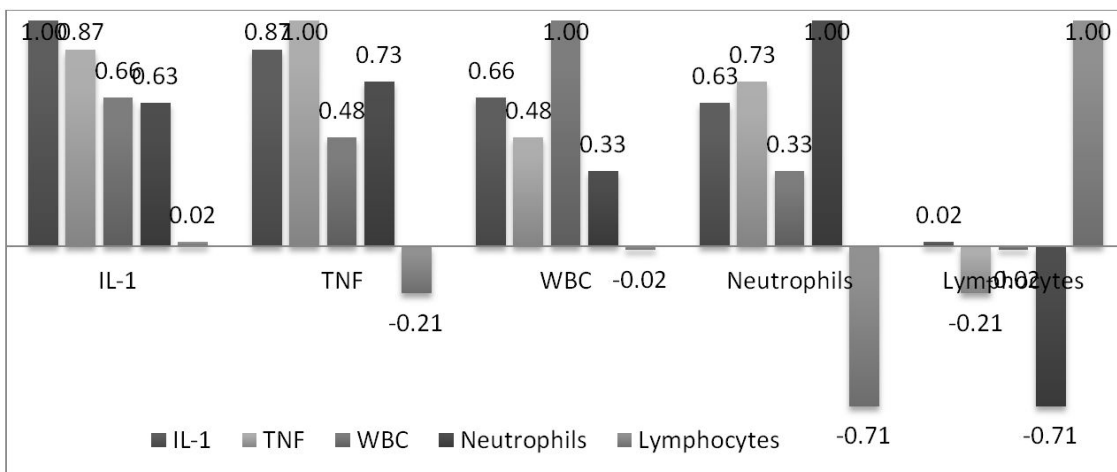 1.00 0.87 0.66 0.63 0.02
0.87 1.00 0.48 0.73 -0.21
0.66 0.48 1.00 0.33 -0.02
0.63 0.73 0.33 1.00 -0.71
0.02 -0.21 -0.02 -0.71 1.00
IL-1 TNF WBC Neutrophils Lymphocytes
IL-1 TNF WBC Neutrophils Lymphocytes